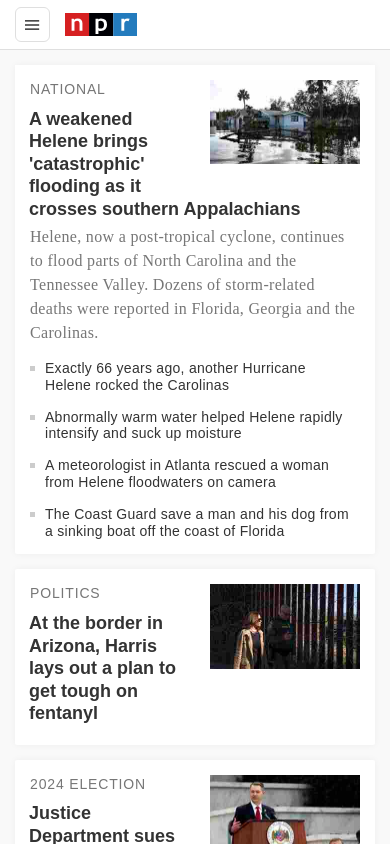 npr
NATIONAL
A weakened
Helene brings
'catastrophic'
flooding as it
crosses southern Appalachians
Helene, now a post-tropical cyclone, continues
to flood parts of North Carolina and the
Tennessee Valley. Dozens of storm-related
deaths were reported in Florida, Georgia and the
Carolinas.
Exactly 66 years ago, another Hurricane
Helene rocked the Carolinas
Abnormally warm water helped Helene rapidly
intensify and suck up moisture
A meteorologist in Atlanta rescued a woman
from Helene floodwaters on camera
The Coast Guard save a man and his dog from
a sinking boat off the coast of Florida
POLITICS
At the border in
Arizona, Harris
lays out a plan to
get tough on
fentanyl
2024 ELECTION
Justice
Department sues